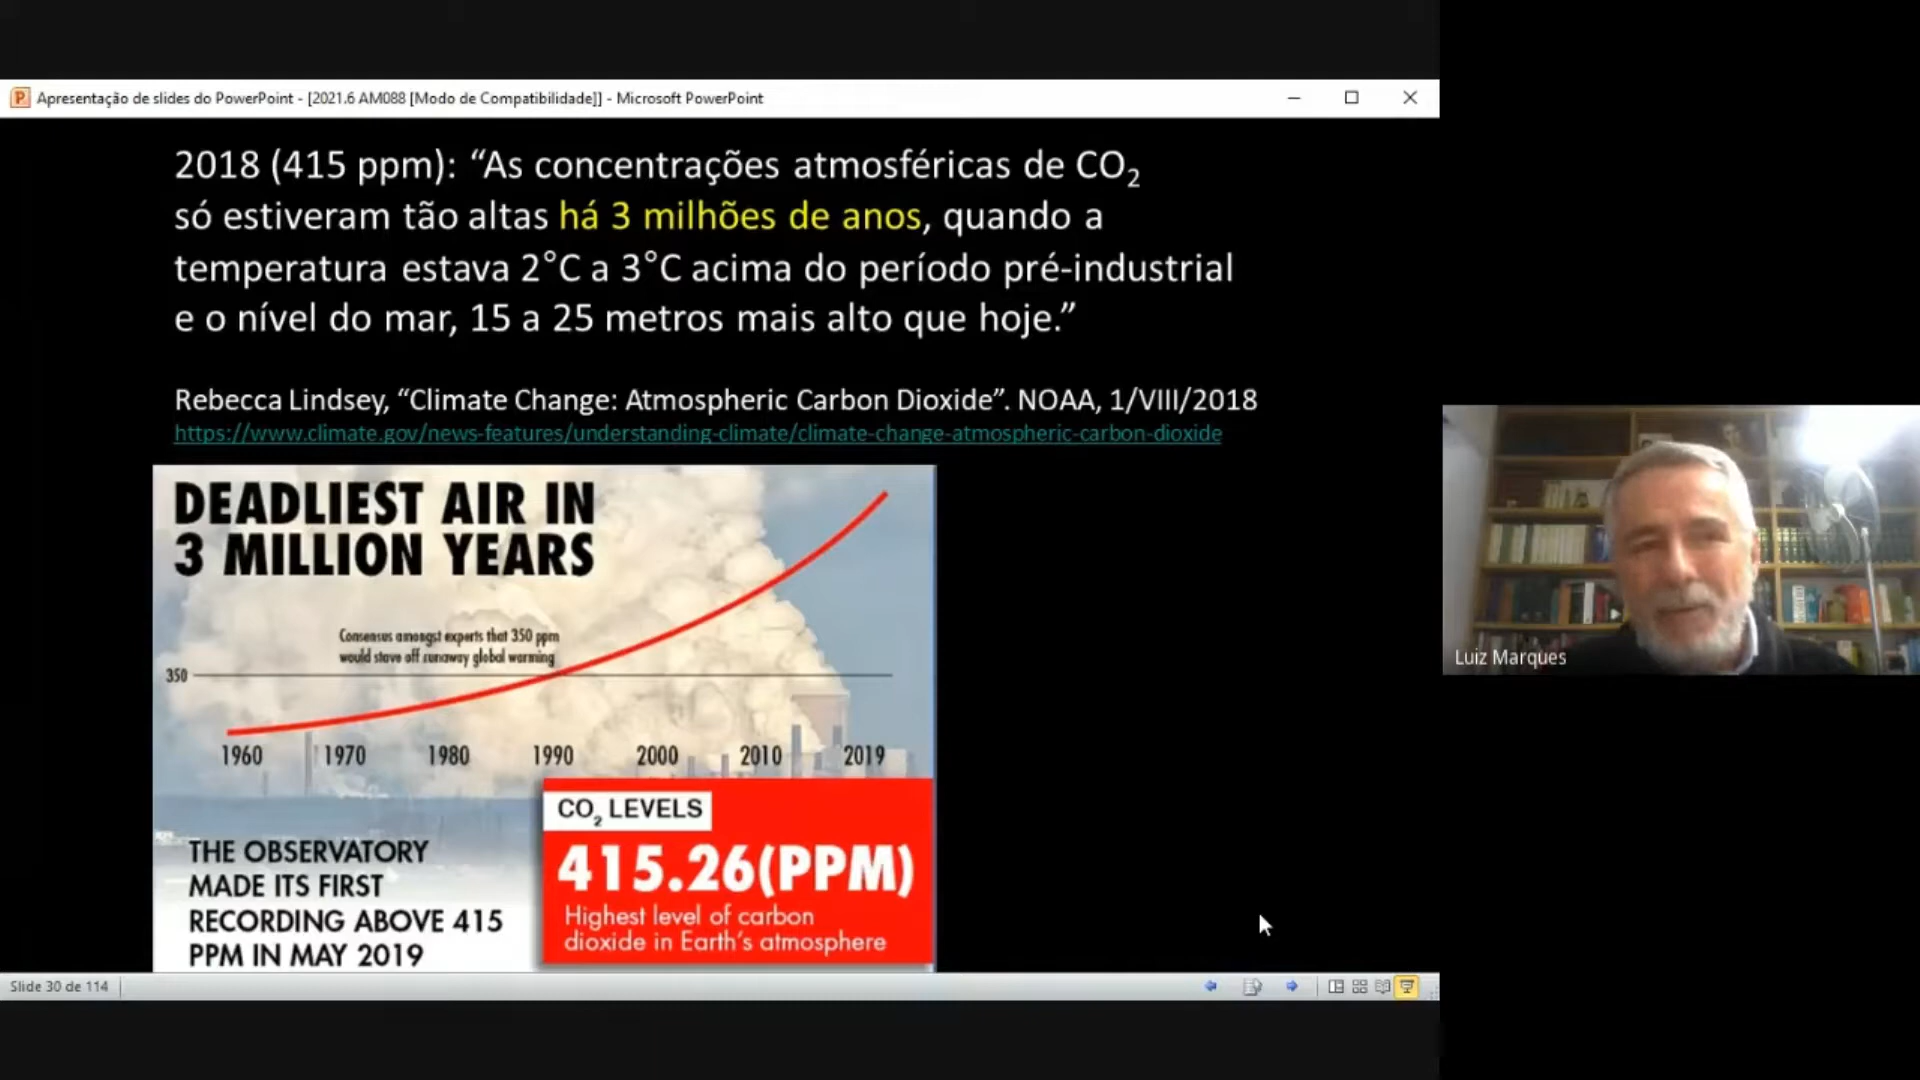 Apresentação de slides do PowerPoint - [2021.6 AM088 [Modo de Compatibilidade]] - Microsoft PowerPoint
2018 (415 ppm): “As concentrações atmosféricas de CO₂
só estiveram tão altas há 3 milhões de anos, quando a
temperatura estava 2°C a 3°C acima do período pré-industrial
e o nível do mar, 15 a 25 metros mais alto que hoje.”
Rebecca Lindsey, “Climate Change: Atmospheric Carbon Dioxide”. NOAA, 1/VIII/2018
https://www.climate.gov/news-features/understanding-climate/climate-change-atmospheric-carbon-dioxide
DEADLIEST AIR IN
3 MILLION YEARS
Consensus amongst experts that 350 ppm
would stave off runaway global warming
350
1960 1970 1980 1990 2000 2010 2019
CO₂ LEVELS
415.26(PPM)
Highest level of carbon
dioxide in Earth's atmosphere
THE OBSERVATORY
MADE ITS FIRST
RECORDING ABOVE 415
PPM IN MAY 2019
Luiz Marques
Slide 30 de 114